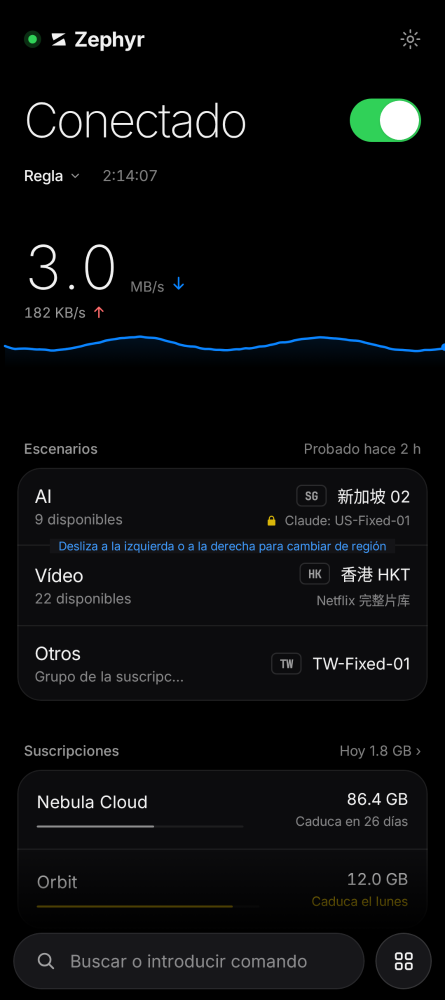 Zephyr
Conectado
Regla
2:14:07
3.0 MB/s ↓
182 KB/s ↑
Escenarios
Probado hace 2 h
AI
SG 新加坡 02
9 disponibles
Claude: US-Fixed-01
Desliza a la izquierda o a la derecha para cambiar de región
Vídeo
HK 香港 HKT
22 disponibles
Netflix 完整片库
Otros
TW TW-Fixed-01
Grupo de la suscripc...
Suscripciones
Hoy 1.8 GB ›
Nebula Cloud
86.4 GB
Caduca en 26 días
Orbit
12.0 GB
Caduca el lunes
Buscar o introducir comando